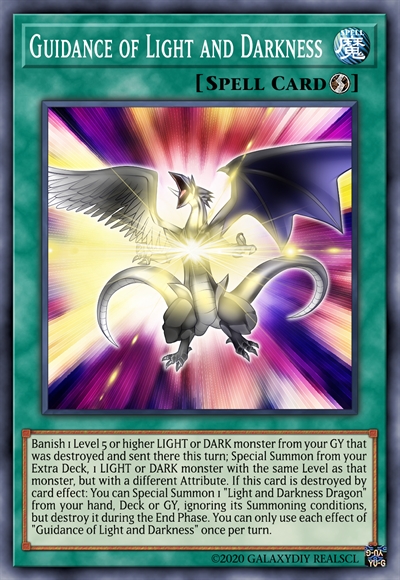 GUIDANCE OF LIGHT AND DARKNESS
SPELL
魔
[SPELL CARD]
Banish 1 Level 5 or higher LIGHT or DARK monster from your GY that
was destroyed and sent there this turn; Special Summon from your
Extra Deck, 1 LIGHT or DARK monster with the same Level as that
monster, but with a different Attribute. If this card is destroyed by
card effect: You can Special Summon 1 "Light and Darkness Dragon"
from your hand, Deck or GY, ignoring its Summoning conditions,
but destroy it during the End Phase. You can only use each effect of
"Guidance of Light and Darkness" once per turn.
©2020 GALAXYDIY REALSCL
YU-G
YU-G